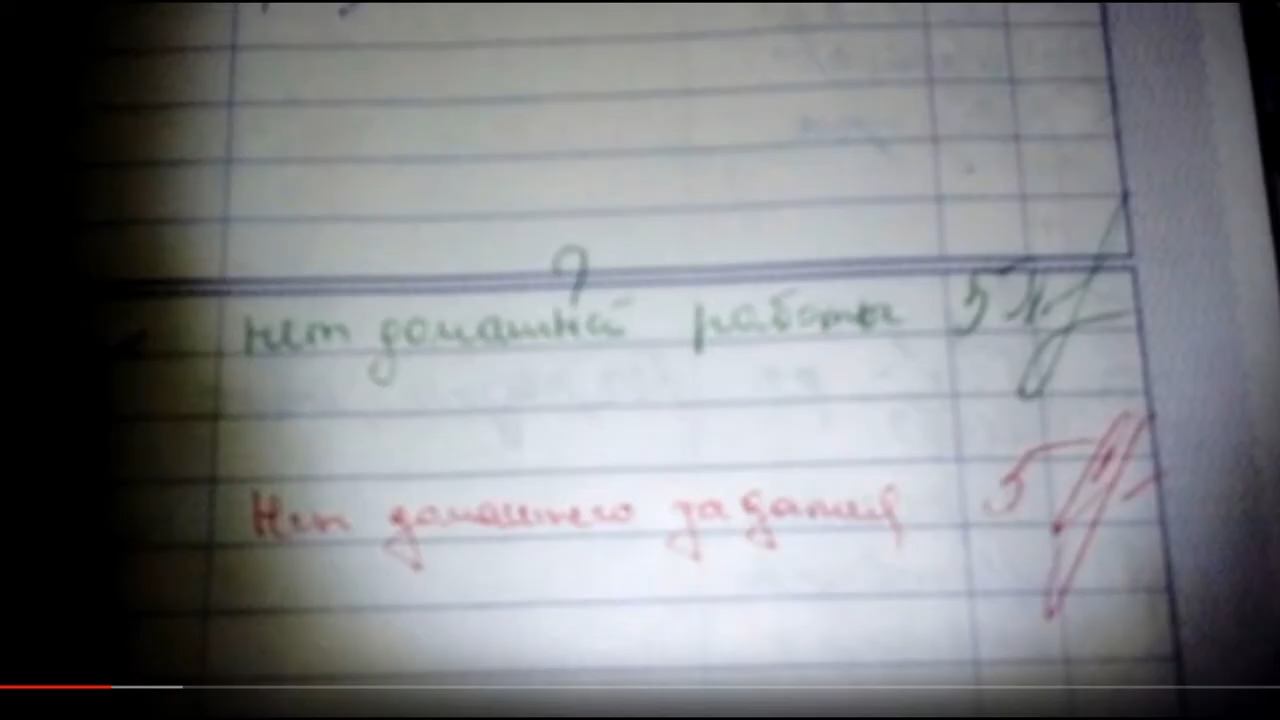 ?
нет домашней работы 5
Нет домашнего задания 5